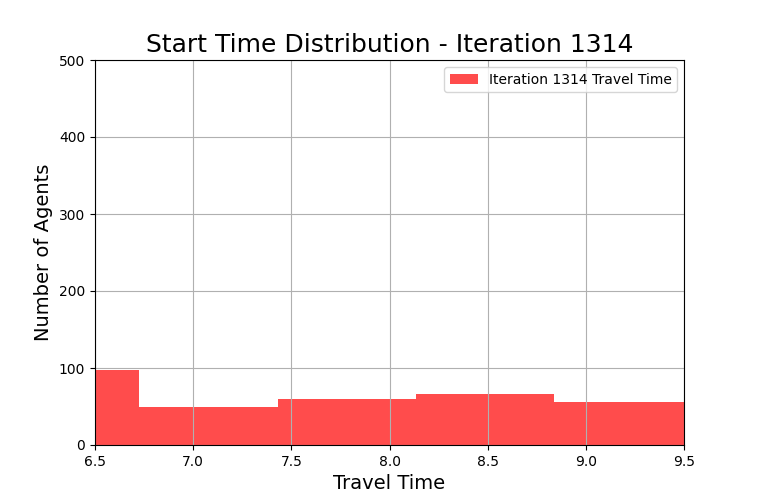 Start Time Distribution - Iteration 1314
Iteration 1314 Travel Time
Number of Agents
500
400
300
200
100
0
6.5 7.0 7.5 8.0 8.5 9.0 9.5
Travel Time